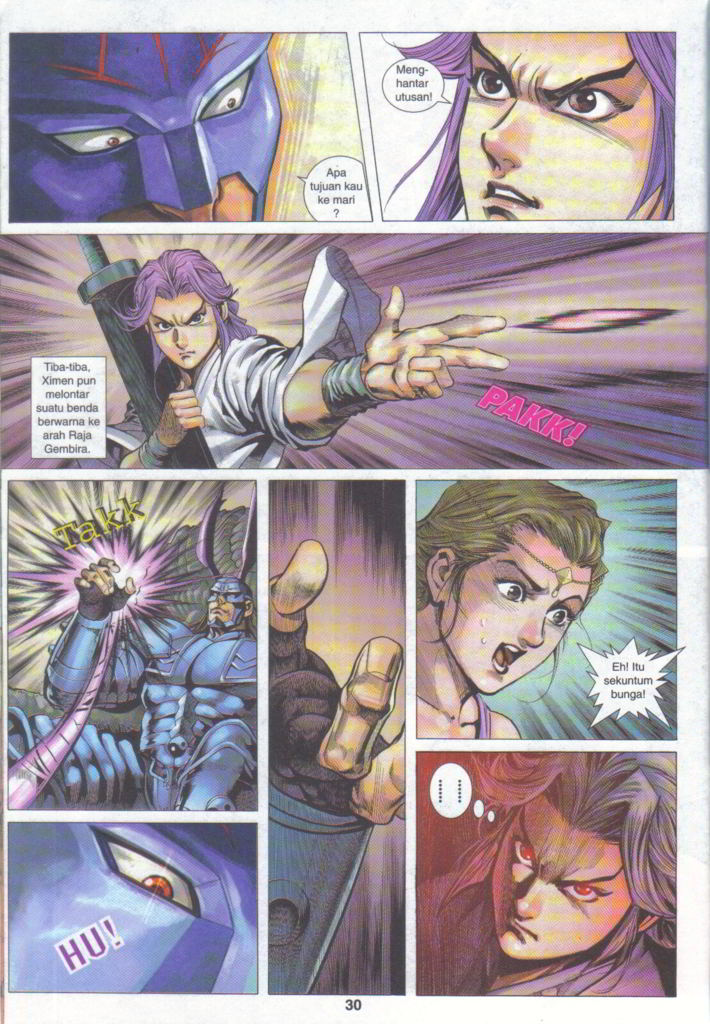 Apa
tujuan kau
ke mari
?
Meng-
hantar
utusan!
Tiba-tiba,
Ximen pun
melontar
suatu benda
berwarna ke
arah Raja
Gembira.
PAKK!
Takk
Eh! Itu
sekuntum
bunga!
HU!
30